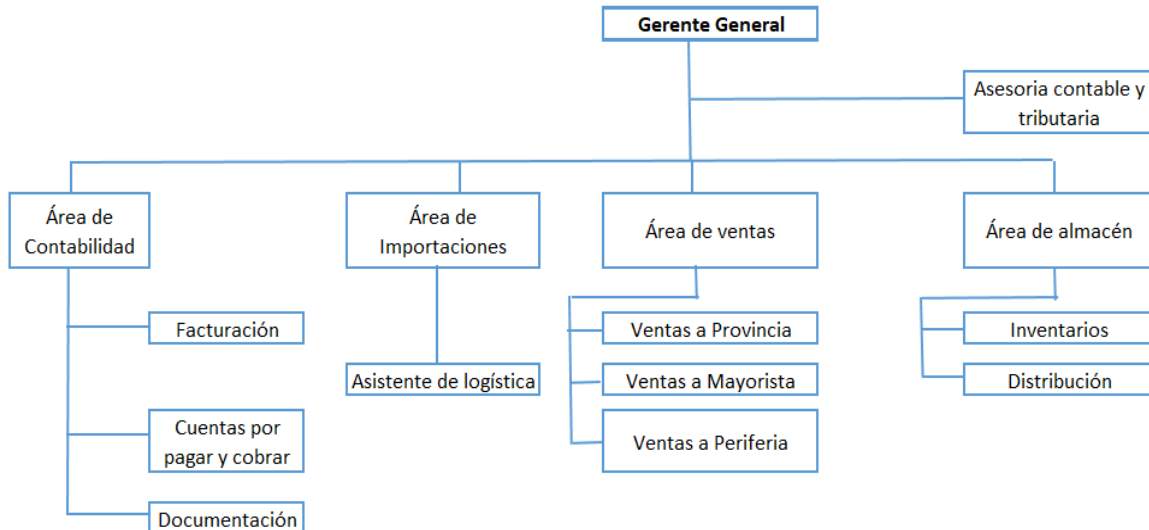 Gerente General
Asesoria contable y
tributaria
Área de
Contabilidad
Área de
Importaciones
Área de ventas
Área de almacén
Facturación
Ventas a Provincia
Inventarios
Asistente de logística
Ventas a Mayorista
Distribución
Cuentas por
pagar y cobrar
Ventas a Periferia
Documentación